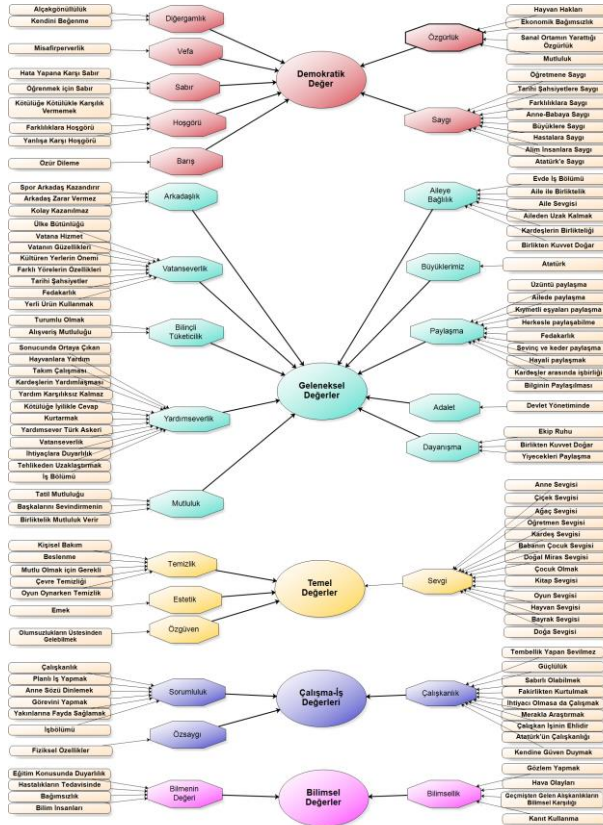 Alçakgönüllülük
Kendini Beğenme
Diğergamlık
Misafirperverlik
Vefa
Hata Yapana Karşı Sabır
Öğrenmek için Sabır
Sabır
Kötülüğe Kötülükle Karşılık
Vermemek
Farklılıklara Hoşgörü
Yanlışa Karşı Hoşgörü
Hoşgörü
Özür Dileme
Barış
Demokratik
Değer
Özgürlük
Hayvan Hakları
Ekonomik Bağımsızlık
Sanal Ortamın Yarattığı
Özgürlük
Mutluluk
Saygı
Öğretmene Saygı
Tarihi Şahsiyetlere Saygı
Farklılıklara Saygı
Anne-Babaya Saygı
Büyüklere Saygı
Hastalara Saygı
Alim İnsanlara Saygı
Atatürk'e Saygı
Spor Arkadaş Kazandırır
Arkadaş Zarar Vermez
Kolay Kazanılmaz
Arkadaşlık
Ülke Bütünlüğü
Vatana Hizmet
Vatanın Güzellikleri
Kültüren Yerlerin Önemi
Farklı Yörelerin Özellikleri
Tarihi Şahsiyetler
Fedakarlık
Yerli Ürün Kullanmak
Vatanseverlik
Turumlu Olmak
Alışveriş Mutluluğu
Bilinçli
Tüketicilik
Sonucunda Ortaya Çıkan
Hayvanlara Yardım
Takım Çalışması
Kardeşlerin Yardımlaşması
Yardım Karşılıksız Kalmaz
Kötülüğe İyilikle Cevap
Kurtarmak
Yardımsever Türk Askeri
Vatanseverlik
İhtiyaçlara Duyarlılık
Tehlikeden Uzaklaştırmak
İş Bölümü
Yardımseverlik
Tatil Mutluluğu
Başkalarını Sevindirmenin
Birliktelik Mutluluk Verir
Mutluluk
Geleneksel
Değerler
Aileye
Bağlılık
Evde İş Bölümü
Aile ile Birliktelik
Aile Sevgisi
Aileden Uzak Kalmak
Kardeşlerin Birlikteliği
Birlikten Kuvvet Doğar
Büyüklerimiz
Atatürk
Paylaşma
Üzüntü paylaşma
Ailede paylaşma
Kıymetli eşyaları paylaşma
Herkesle paylaşabilme
Fedakarlık
Sevinç ve keder paylaşma
Hayali paylaşmak
Kardeşler arasında işbirliği
Bilginin Paylaşılması
Adalet
Devlet Yönetiminde
Dayanışma
Ekip Ruhu
Birlikten Kuvvet Doğar
Yiyecekleri Paylaşma
Kişisel Bakım
Beslenme
Mutlu Olmak için Gerekli
Çevre Temizliği
Oyun Oynarken Temizlik
Temizlik
Emek
Estetik
Olumsuzlukların Üstesinden
Gelebilmek
Özgüven
Temel
Değerler
Sevgi
Anne Sevgisi
Çiçek Sevgisi
Ağaç Sevgisi
Öğretmen Sevgisi
Kardeş Sevgisi
Babanın Çocuk Sevgisi
Doğal Miras Sevgisi
Çocuk Olmak
Kitap Sevgisi
Oyun Sevgisi
Hayvan Sevgisi
Bayrak Sevgisi
Doğa Sevgisi
Çalışkanlık
Planlı İş Yapmak
Anne Sözü Dinlemek
Görevini Yapmak
Yakınlarına Fayda Sağlamak
İşbölümü
Sorumluluk
Fiziksel Özellikler
Özsaygı
Çalışma-İş
Değerleri
Çalışkanlık
Tembellik Yapan Sevilmez
Güçlülük
Sabırlı Olabilmek
Fakirlikten Kurtulmak
İhtiyacı Olmasa da Çalışmak
Merakla Araştırmak
Çalışkan İşinin Ehlidir
Atatürk'ün Çalışkanlığı
Kendine Güven Duymak
Eğitim Konusunda Duyarlılık
Hastalıkların Tedavisinde
Bağımsızlık
Bilim İnsanları
Bilmenin
Değeri
Bilimsel
Değerler
Bilimsellik
Gözlem Yapmak
Hava Olayları
Geçmişten Gelen Alışkanlıkların
Bilimsel Karşılığı
Kanıt Kullanma